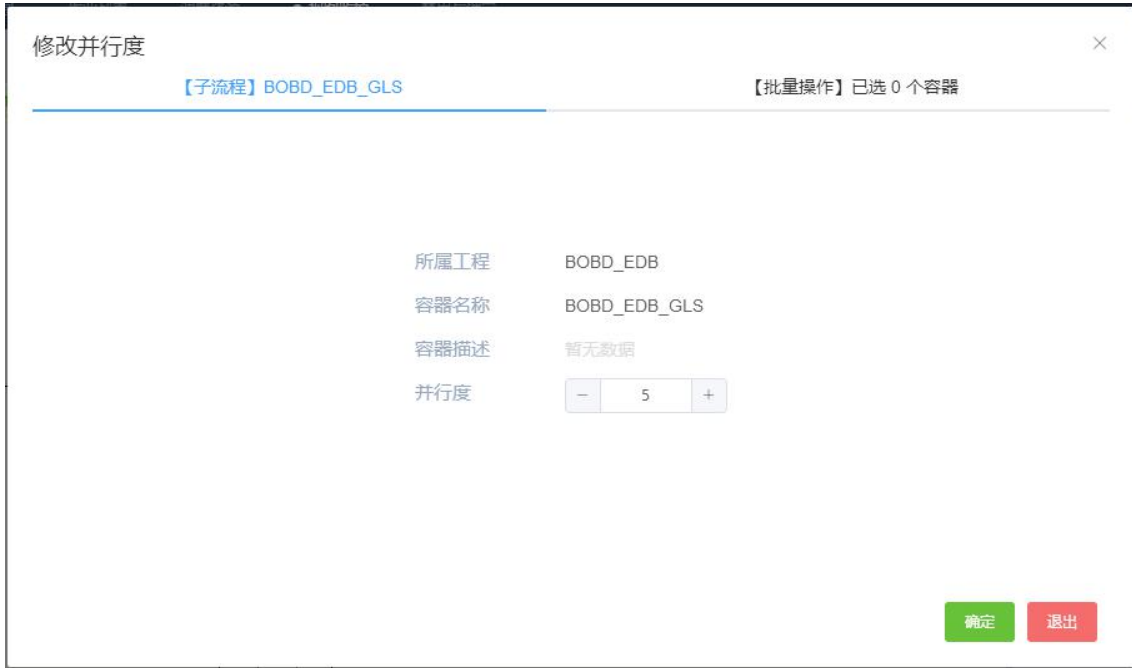 修改并行度
【子流程】BOBD_EDB_GLS
【批量操作】已选 0 个容器
所属工程 BOBD_EDB
容器名称 BOBD_EDB_GLS
容器描述 暂无数据
并行度 − 5 +
确定 退出